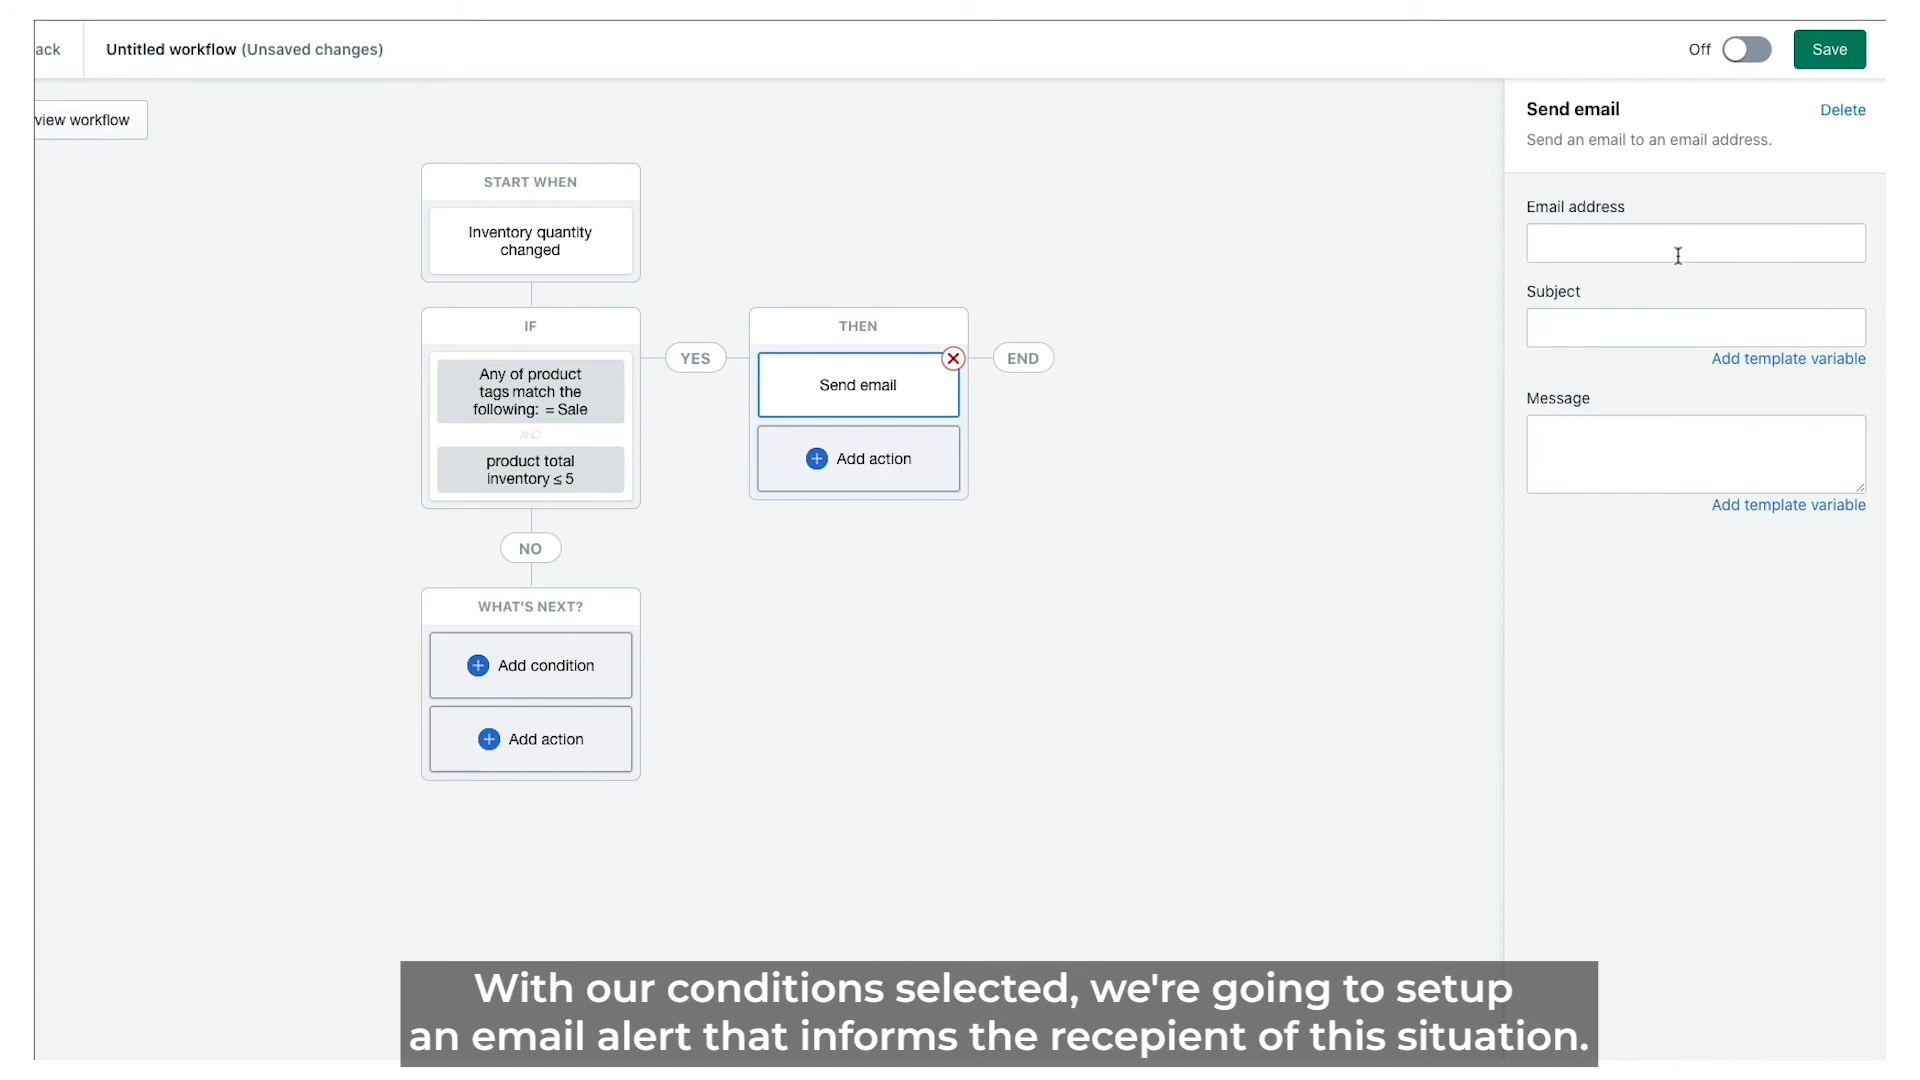 ack
Untitled workflow (Unsaved changes)
Off
Save
view workflow
Send email
Delete
Send an email to an email address.
START WHEN
Inventory quantity
changed
Email address
Subject
Add template variable
Message
Add template variable
IF
Any of product
tags match the
following: = Sale
AND
product total
inventory ≤ 5
YES
THEN
Send email
Add action
END
NO
WHAT'S NEXT?
Add condition
Add action
With our conditions selected, we're going to setup
an email alert that informs the recepient of this situation.